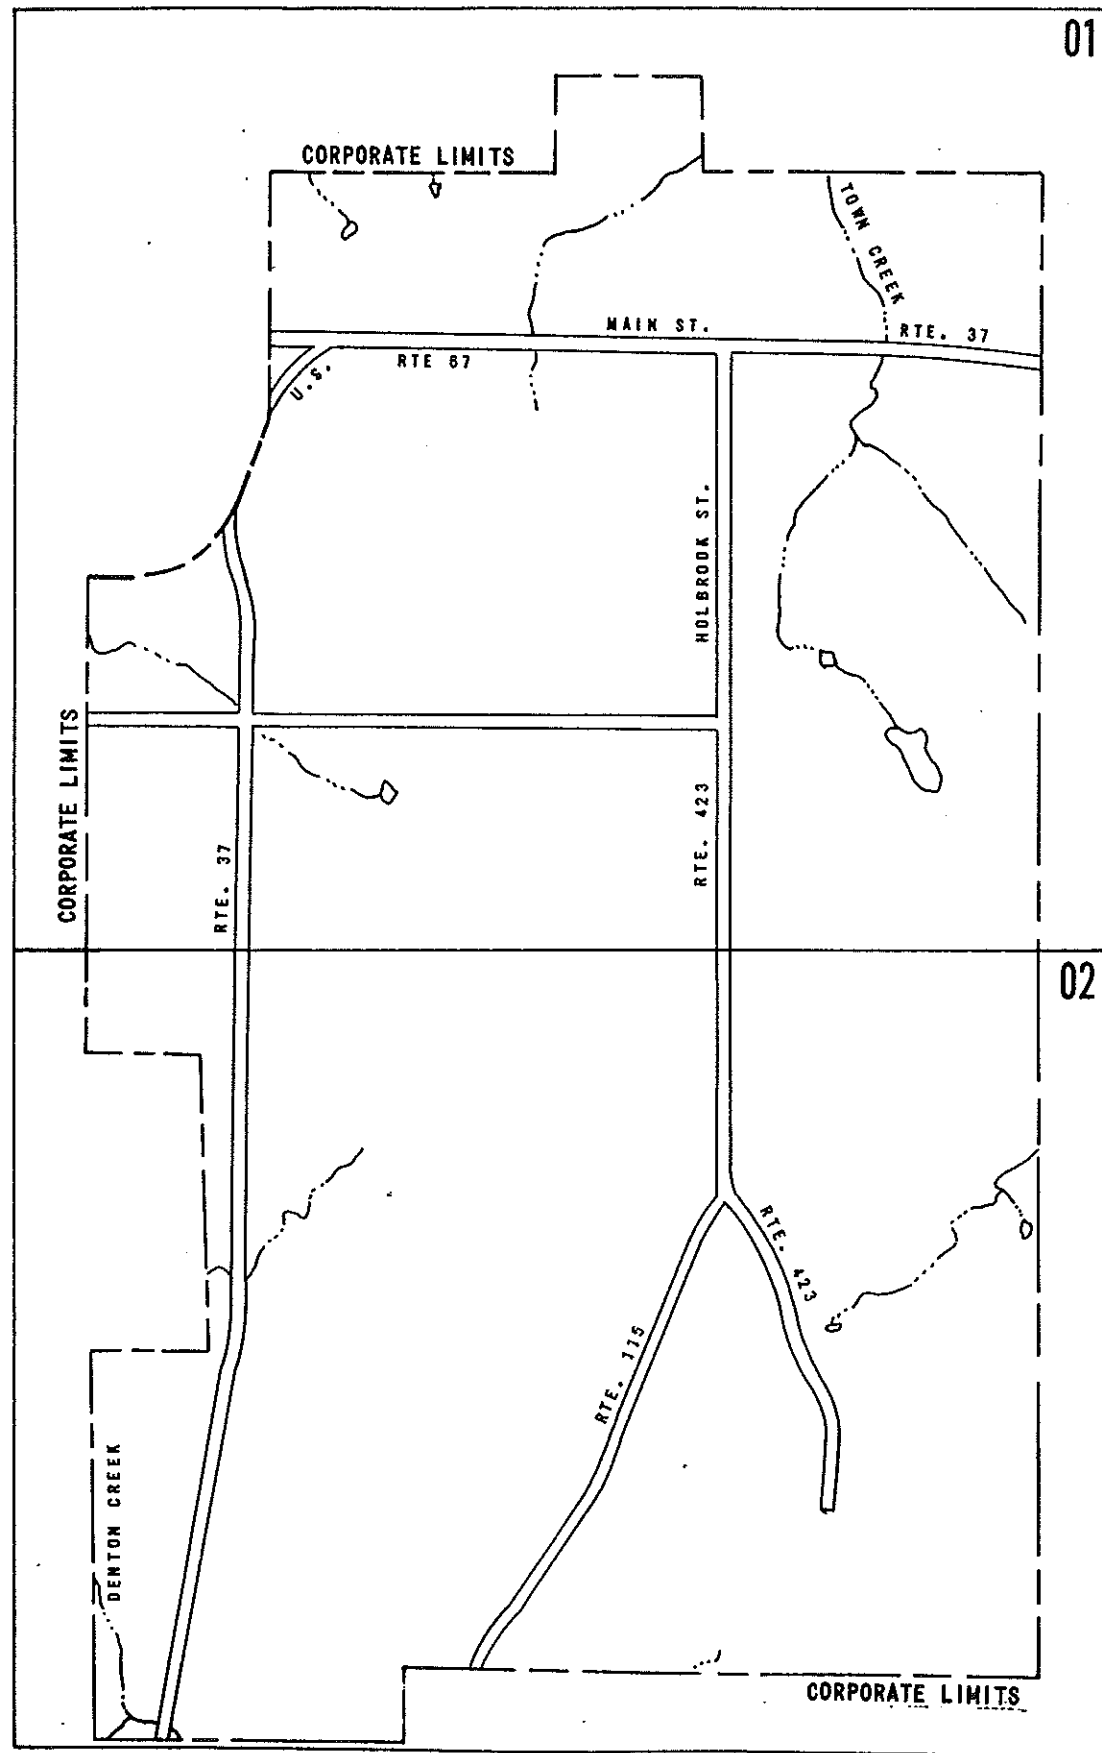 01
CORPORATE LIMITS
TOWN CREEK
MAIN ST.
RTE. 37
U.S.
RTE 67
HOLBROOK ST.
CORPORATE LIMITS
RTE. 37
RTE. 423
02
RTE. 423
RTE. 115
DENTON CREEK
CORPORATE LIMITS